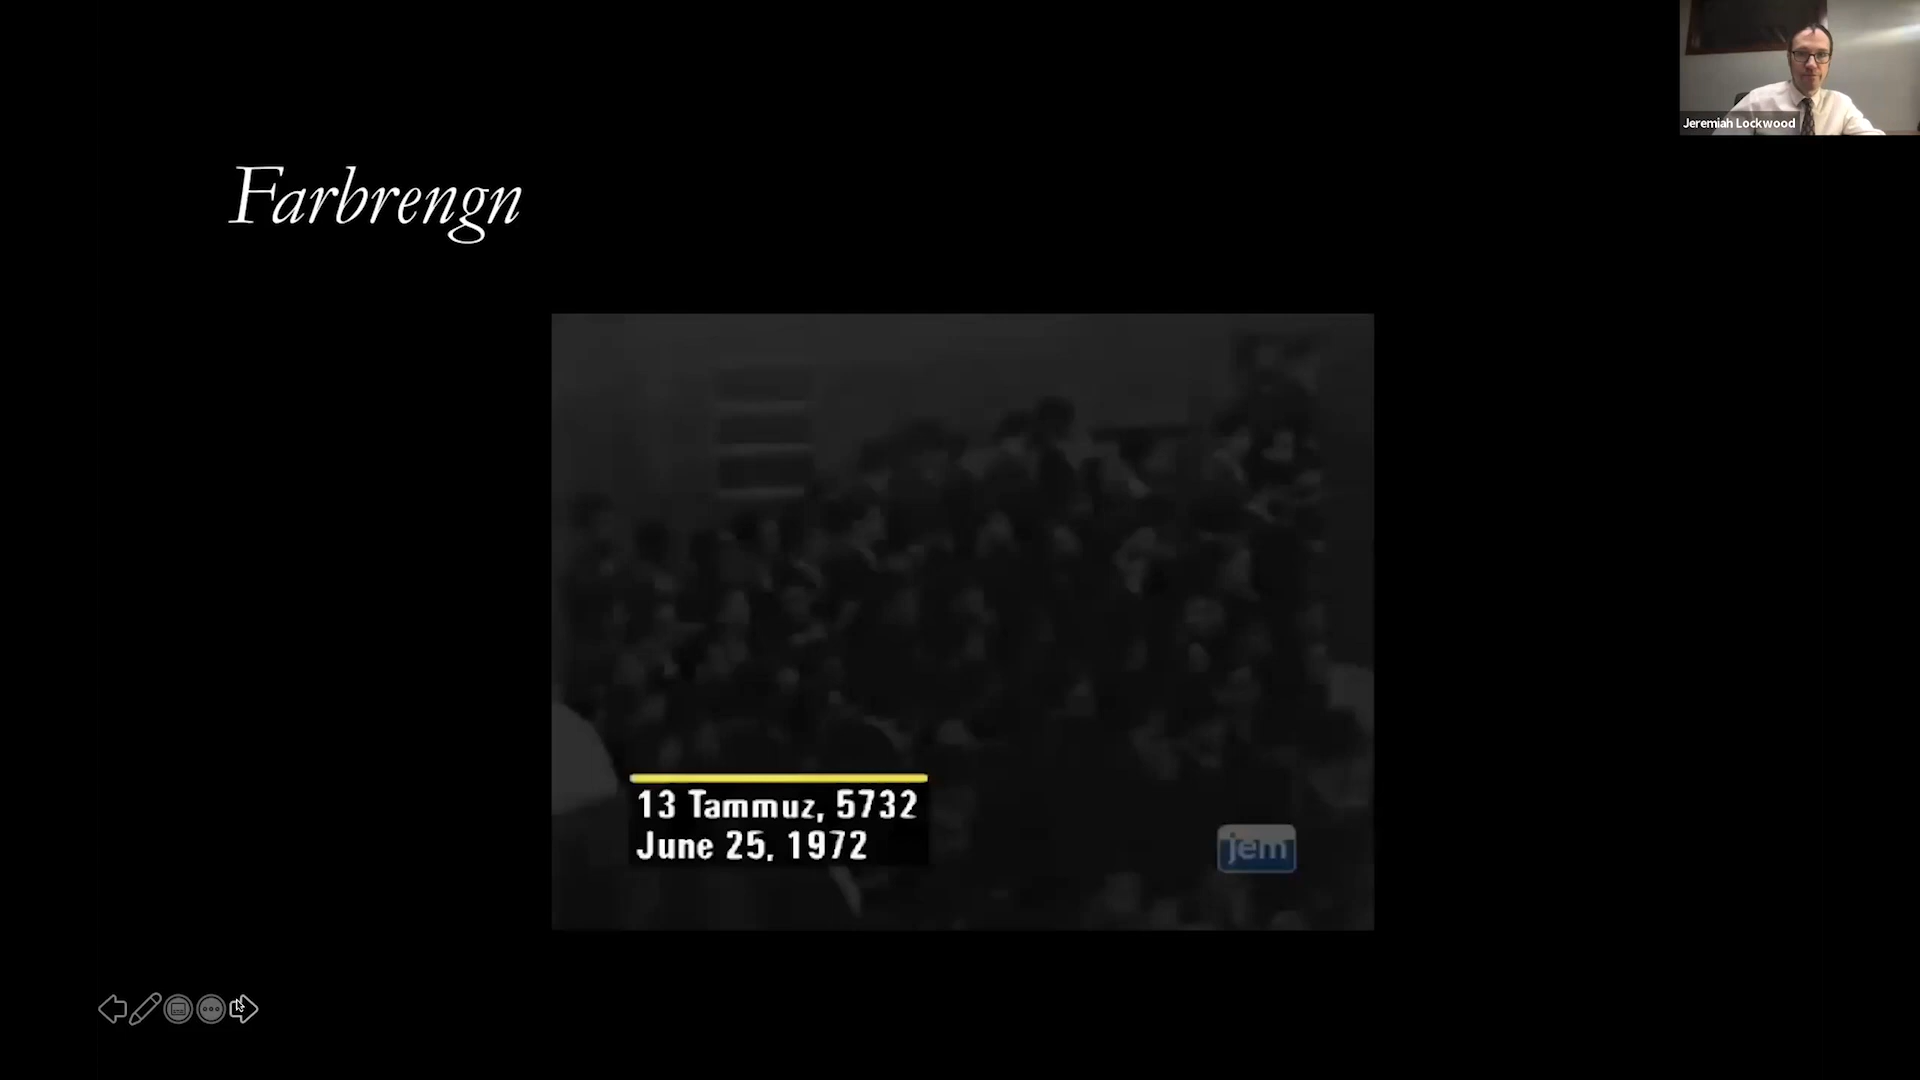 Jeremiah Lockwood
Farbrengn
13 Tammuz, 5732
June 25, 1972
jem